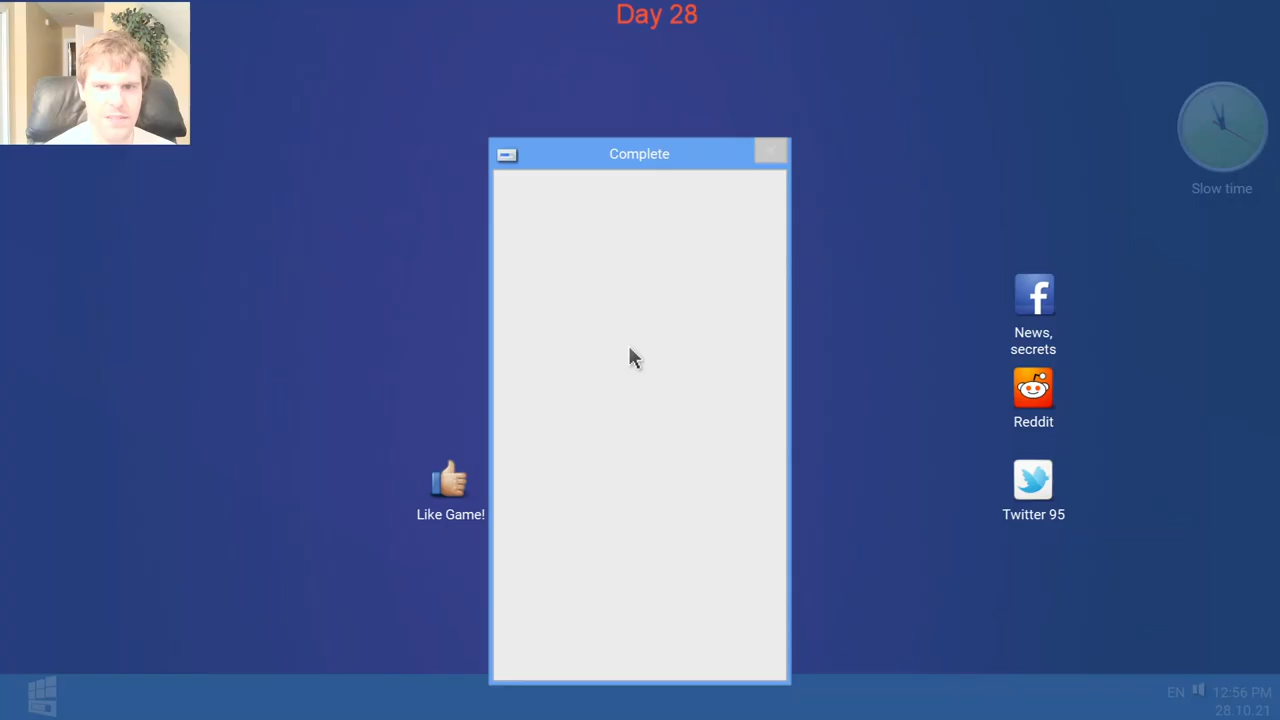 Day 28
Complete
Slow time
News,
secrets
Reddit
Like Game!
Twitter 95
EN 12:56 PM
28.10.21